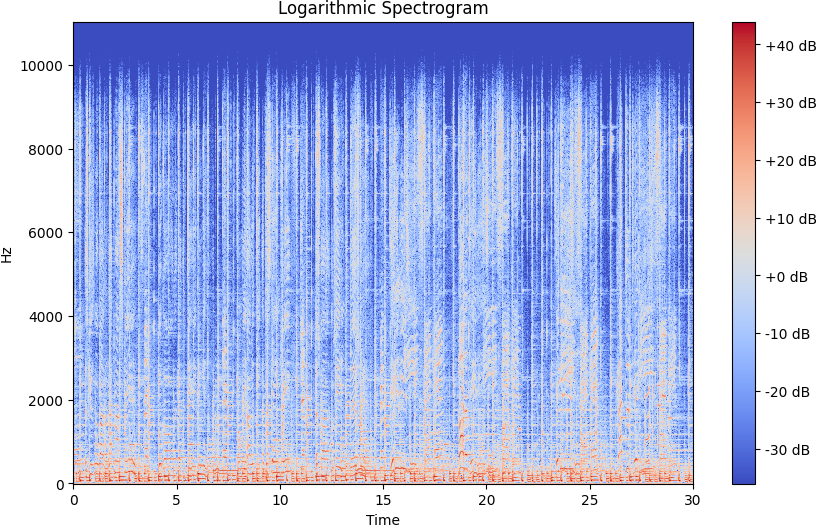 Logarithmic Spectrogram
Hz
10000
8000
6000
4000
2000
0
0 5 10 15 20 25 30
Time
+40 dB
+30 dB
+20 dB
+10 dB
+0 dB
-10 dB
-20 dB
-30 dB